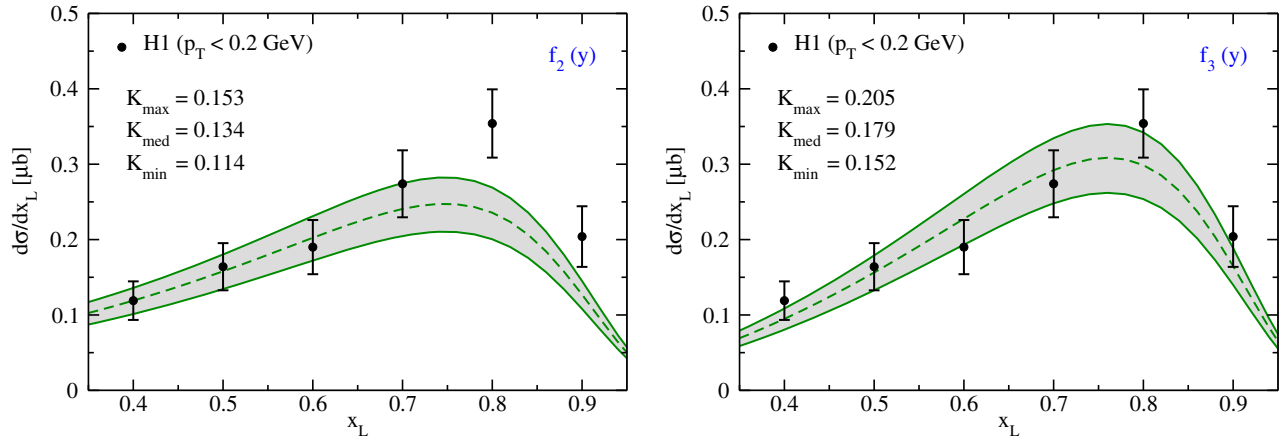 0.5
0.4
0.3
0.2
0.1
0
dσ/dx_L [μb]
H1 (p_T < 0.2 GeV)
f_2 (y)
K_max = 0.153
K_med = 0.134
K_min = 0.114
0.4 0.5 0.6 0.7 0.8 0.9
x_L
0.5
0.4
0.3
0.2
0.1
0
dσ/dx_L [μb]
H1 (p_T < 0.2 GeV)
f_3 (y)
K_max = 0.205
K_med = 0.179
K_min = 0.152
0.4 0.5 0.6 0.7 0.8 0.9
x_L